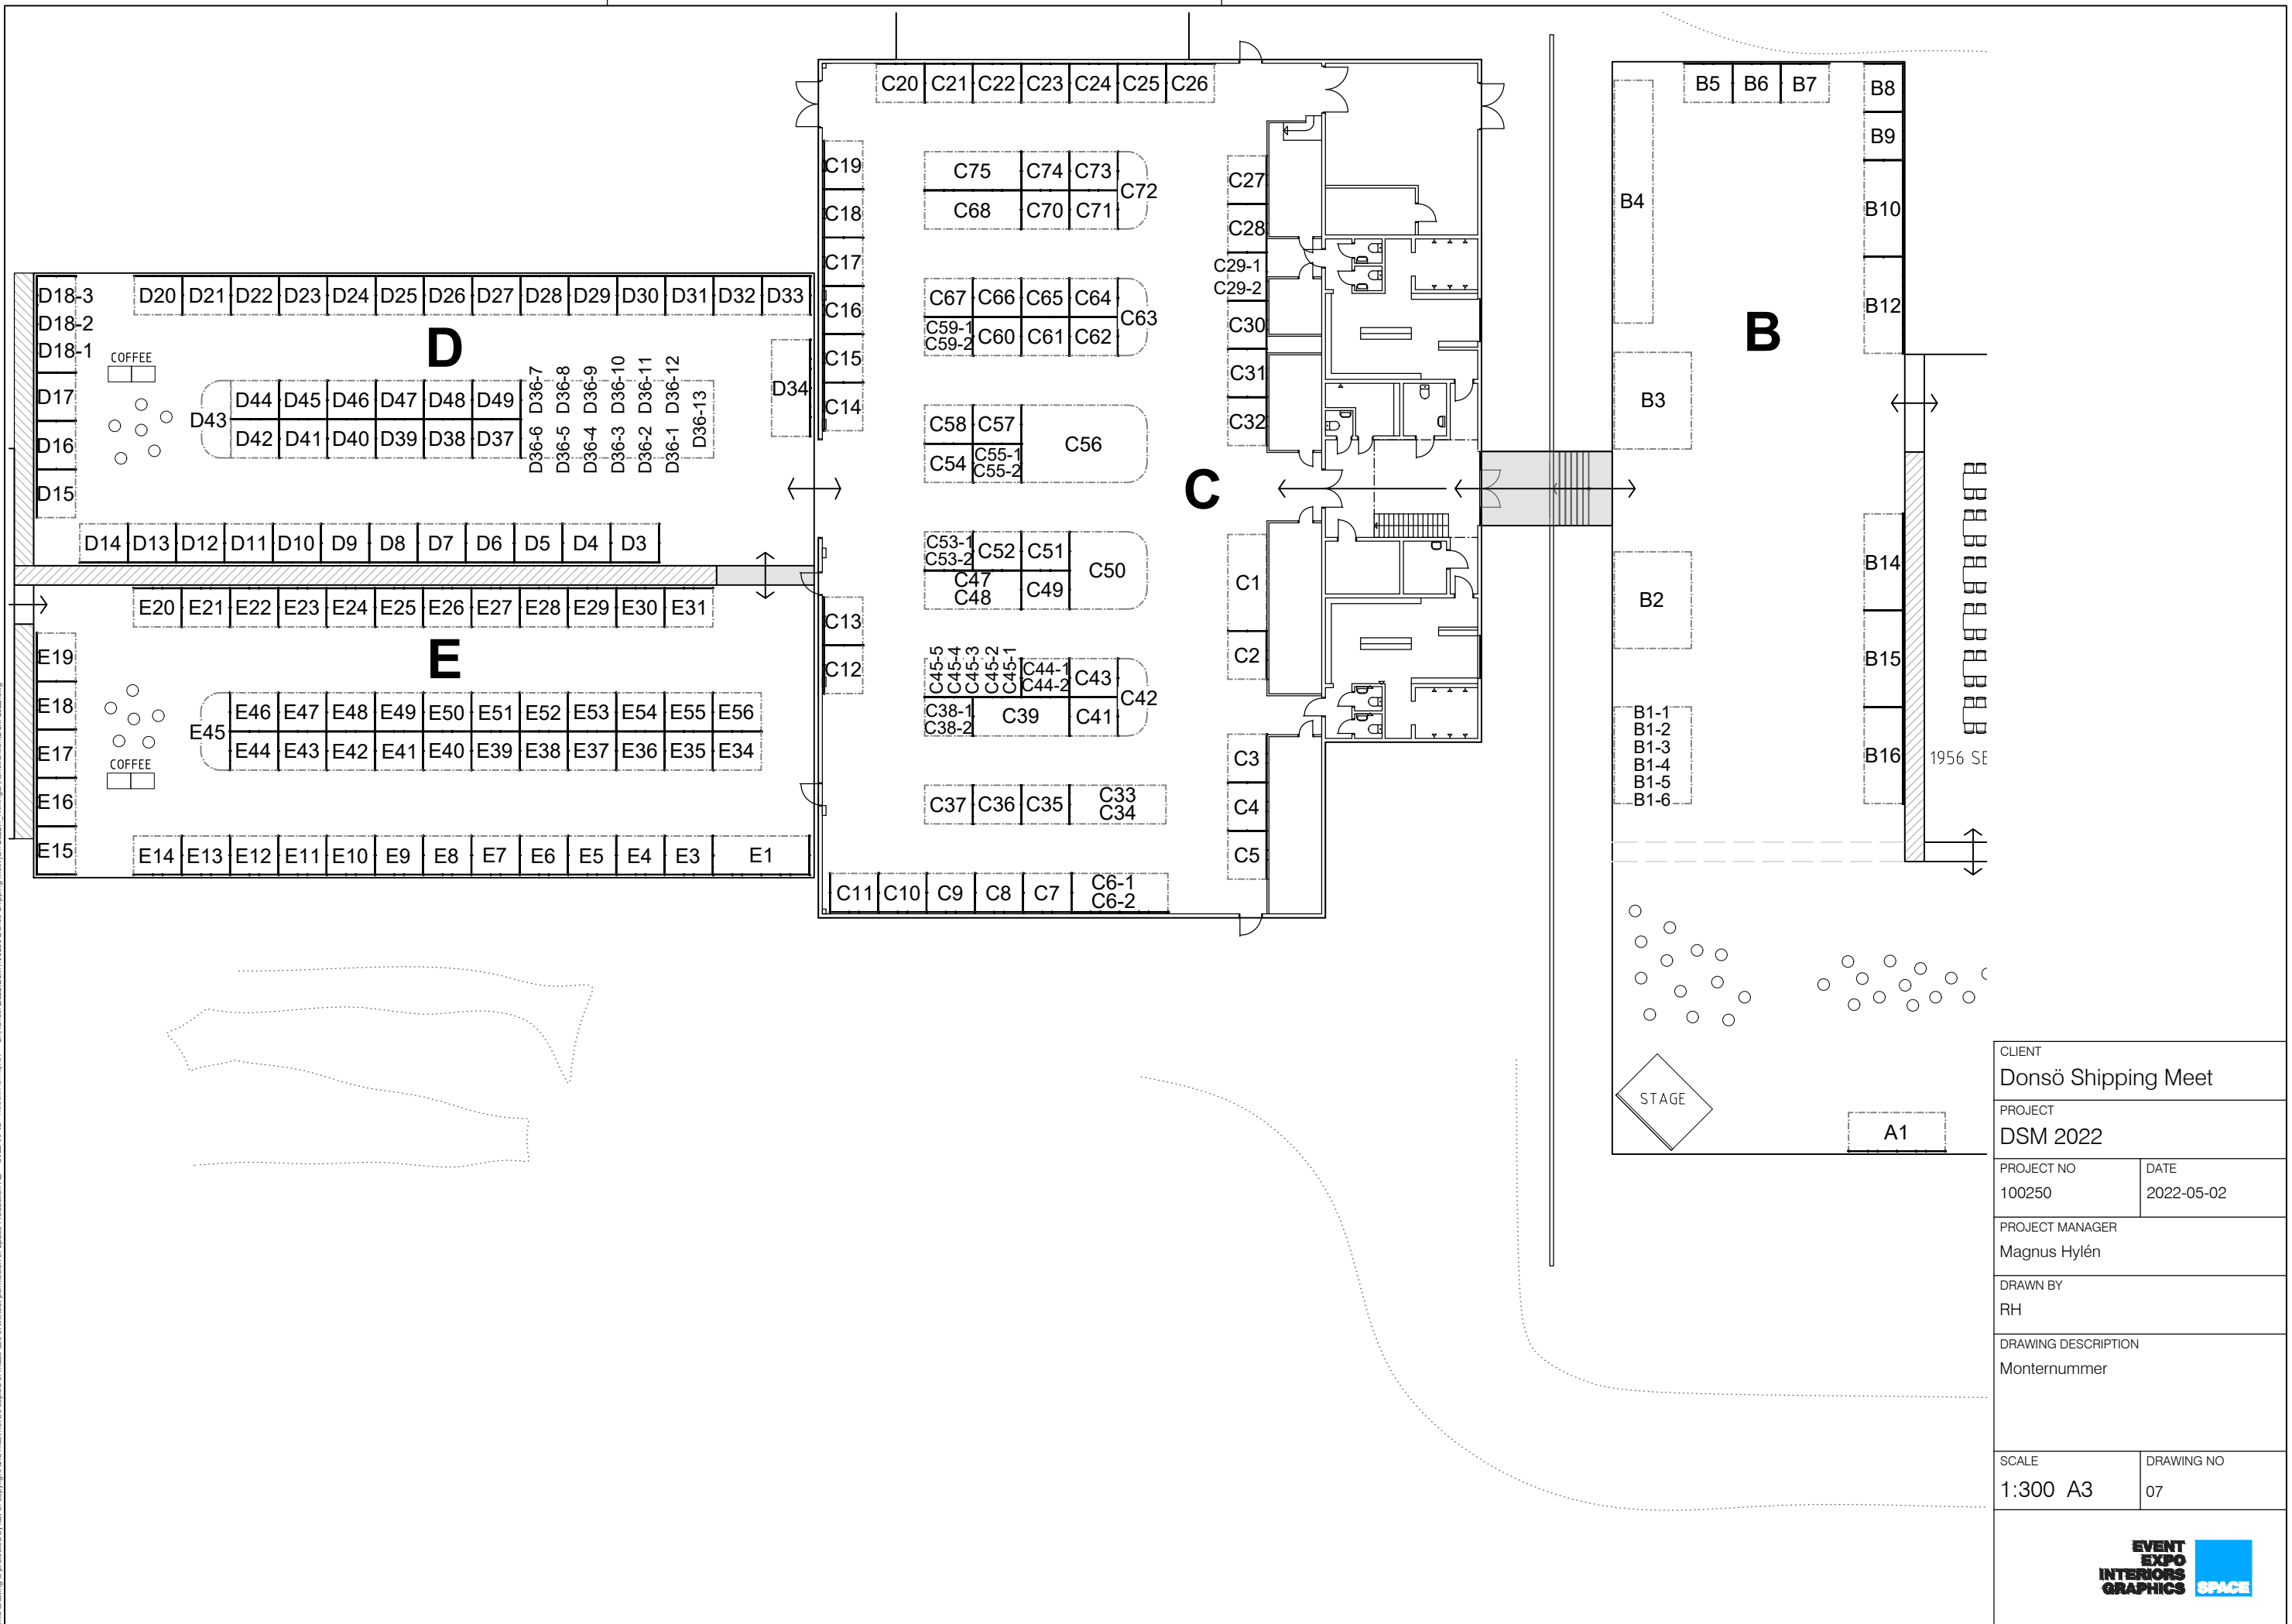 C20 C21 C22 C23 C24 C25 C26
C19
C18
C17
C16
C15
C14
C75 C74 C73
C72
C68 C70 C71
C67 C66 C65 C64
C63
C59-1
C59-2
C60 C61 C62
C58 C57
C56
C54
C55-1
C55-2
C53-1
C53-2
C52 C51
C50
C47
C48
C49
C45-5
C45-4
C45-3
C45-2
C45-1
C44-1
C44-2
C43
C42
C38-1
C38-2
C39
C41
C37 C36 C35
C33
C34
C13
C12
C11 C10 C9 C8 C7
C6-1
C6-2
C27
C28
C29-1
C29-2
C30
C31
C32
C
C1
C2
C3
C4
C5
D18-3
D18-2
D18-1
D17
D16
D15
D20 D21 D22 D23 D24 D25 D26 D27 D28 D29 D30 D31 D32 D33
D
COFFEE
D43
D44 D45 D46 D47 D48 D49
D42 D41 D40 D39 D38 D37
D36-7
D36-8
D36-9
D36-10
D36-11
D36-12
D36-6
D36-5
D36-4
D36-3
D36-2
D36-1
D36-13
D34
D14 D13 D12 D11 D10 D9 D8 D7 D6 D5 D4 D3
E20 E21 E22 E23 E24 E25 E26 E27 E28 E29 E30 E31
E
E19
E18
E17
E16
E15
E45
E46 E47 E48 E49 E50 E51 E52 E53 E54 E55 E56
E44 E43 E42 E41 E40 E39 E38 E37 E36 E35 E34
COFFEE
E14 E13 E12 E11 E10 E9 E8 E7 E6 E5 E4 E3 E1
B5 B6 B7
B8
B9
B10
B12
B4
B
B3
B2
B14
B15
B16
B1-1
B1-2
B1-3
B1-4
B1-5
B1-6
1956 SE
STAGE
A1
CLIENT
Donsö Shipping Meet
PROJECT
DSM 2022
PROJECT NO
100250
DATE
2022-05-02
PROJECT MANAGER
Magnus Hylén
DRAWN BY
RH
DRAWING DESCRIPTION
Monternummer
SCALE
1:300 A3
DRAWING NO
07
EVENT
EXPO
INTERIORS
GRAPHICS
SPACE